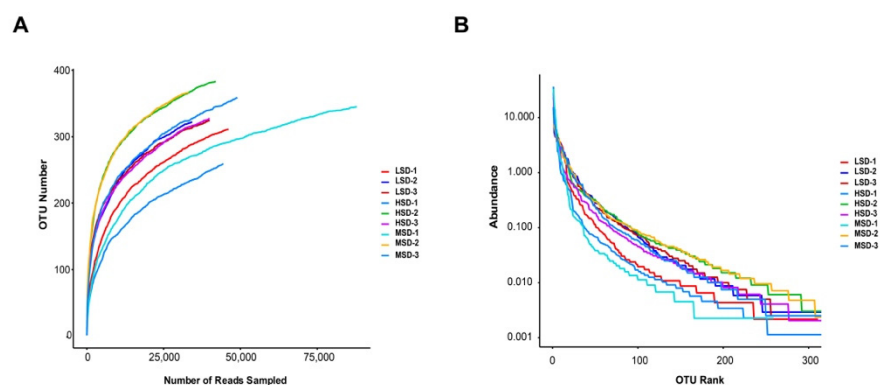 A
B
400
300
200
100
0
OTU Number
0
25,000
50,000
75,000
Number of Reads Sampled
LSD-1
LSD-2
LSD-3
HSD-1
HSD-2
HSD-3
MSD-1
MSD-2
MSD-3
10.000
1.000
0.100
0.010
0.001
Abundance
0
100
200
300
OTU Rank
LSD-1
LSD-2
LSD-3
HSD-1
HSD-2
HSD-3
MSD-1
MSD-2
MSD-3